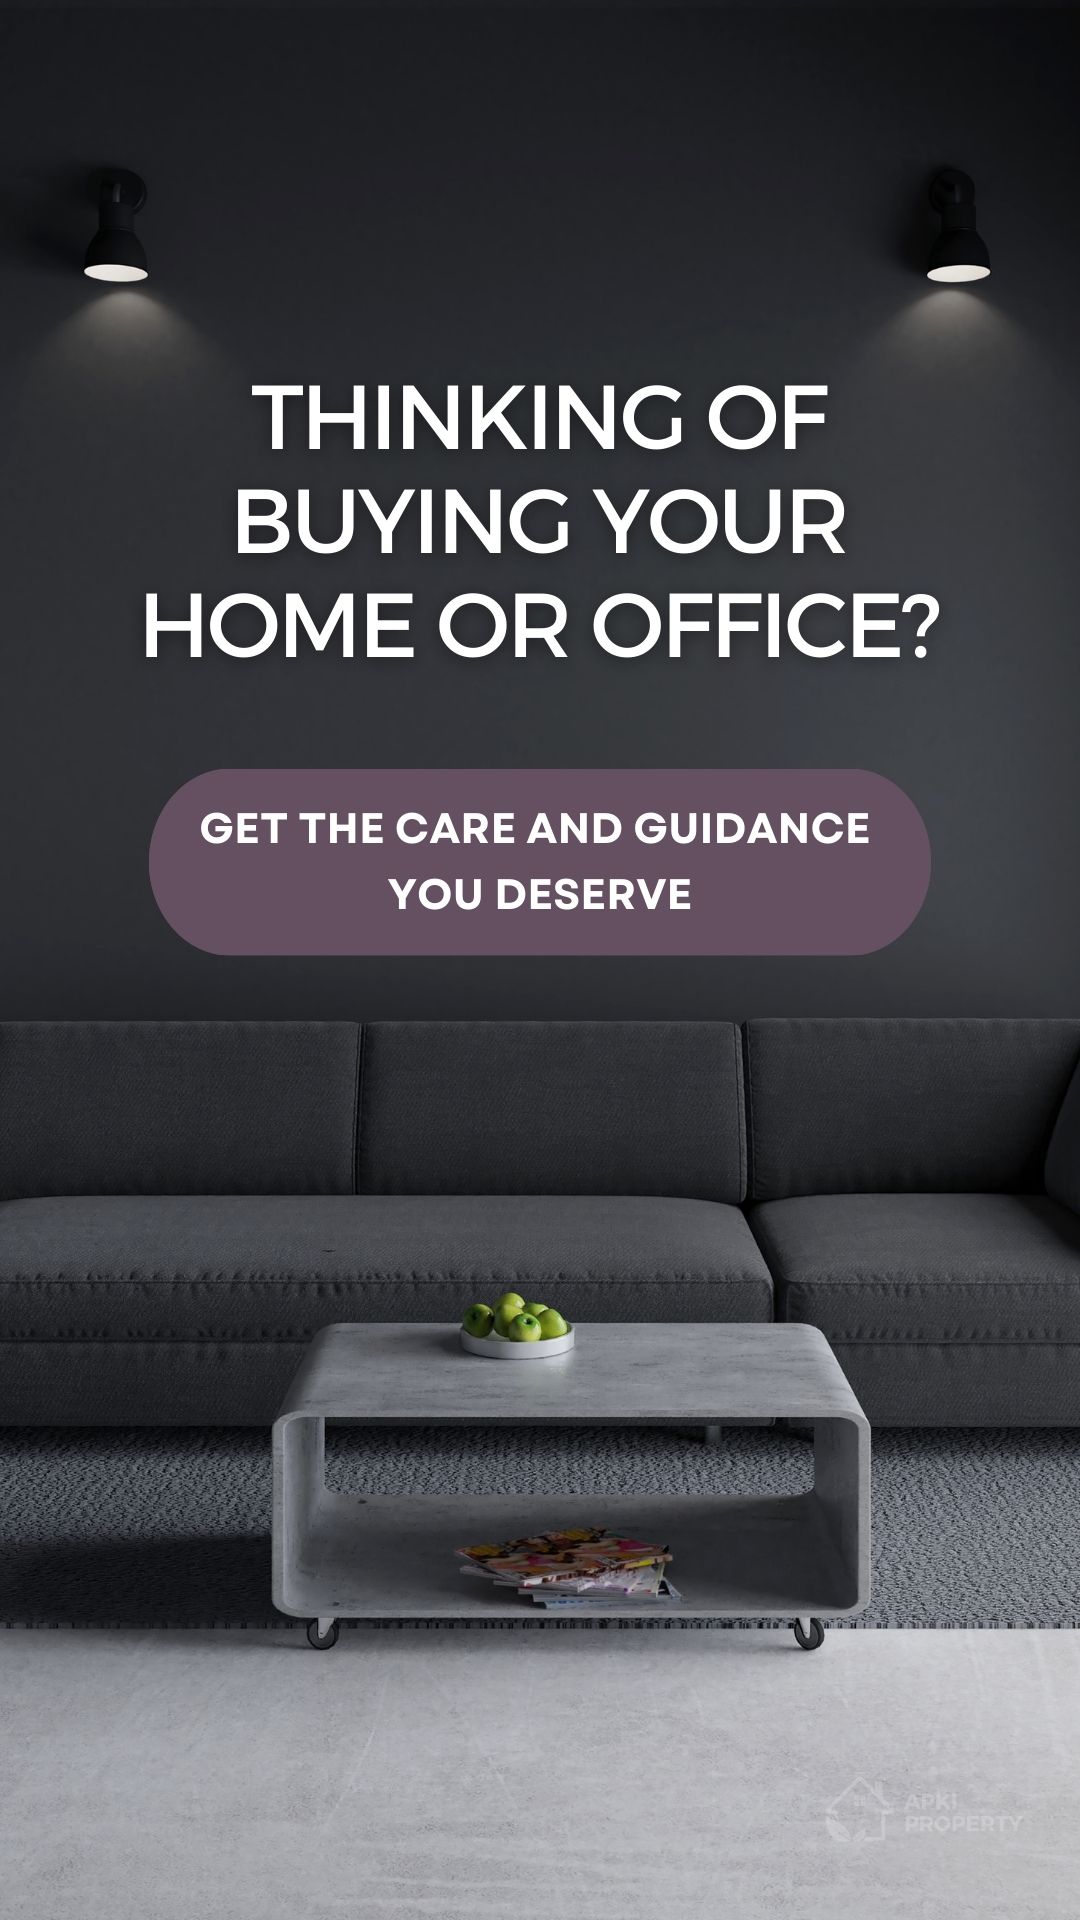 THINKING OF
BUYING YOUR
HOME OR OFFICE?
GET THE CARE AND GUIDANCE
YOU DESERVE
APKI
PROPERTY